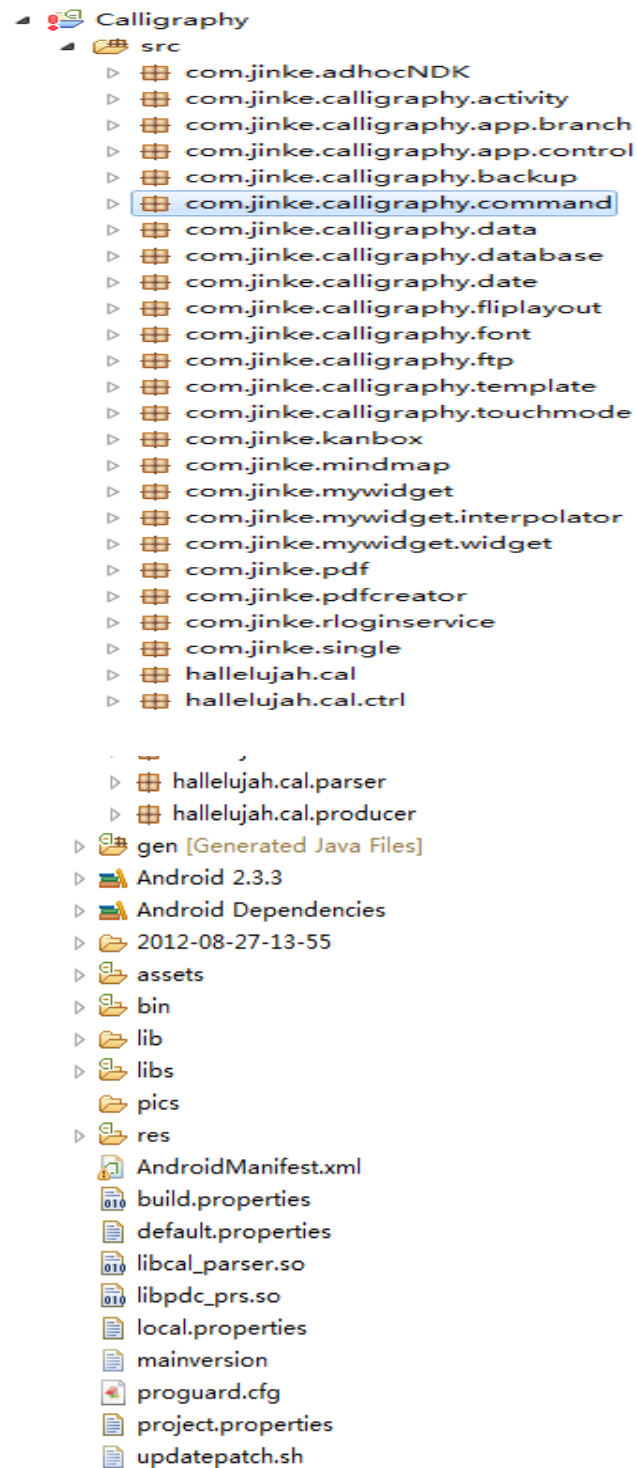 Calligraphy
src
com.jinke.adhocNDK
com.jinke.calligraphy.activity
com.jinke.calligraphy.app.branch
com.jinke.calligraphy.app.control
com.jinke.calligraphy.backup
com.jinke.calligraphy.command
com.jinke.calligraphy.data
com.jinke.calligraphy.database
com.jinke.calligraphy.date
com.jinke.calligraphy.fliplayout
com.jinke.calligraphy.font
com.jinke.calligraphy.ftp
com.jinke.calligraphy.template
com.jinke.calligraphy.touchmode
com.jinke.kanbox
com.jinke.mindmap
com.jinke.mywidget
com.jinke.mywidget.interpolator
com.jinke.mywidget.widget
com.jinke.pdf
com.jinke.pdfcreator
com.jinke.rloginservice
com.jinke.single
hallelujah.cal
hallelujah.cal.ctrl
hallelujah.cal.parser
hallelujah.cal.producer
gen [Generated Java Files]
Android 2.3.3
Android Dependencies
2012-08-27-13-55
assets
bin
lib
libs
pics
res
AndroidManifest.xml
build.properties
default.properties
libcal_parser.so
libpdc_prs.so
local.properties
mainversion
proguard.cfg
project.properties
updatepatch.sh